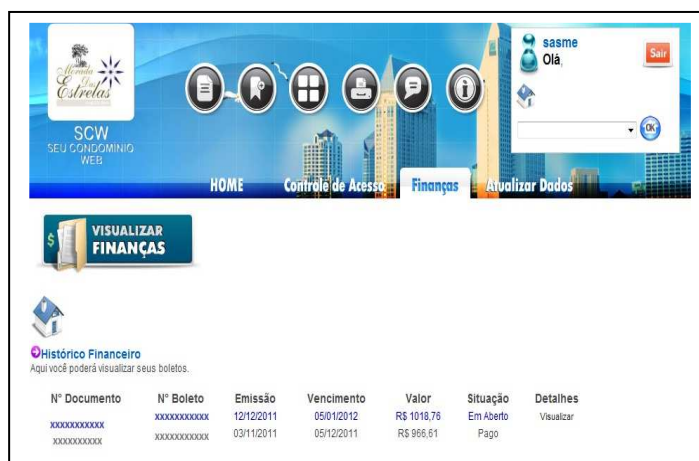 Morada das
Estrelas
SCW
SEU CONDOMINIO
WEB
sasme
Olá,
Sair
OK
HOME
Controle de Acesso
Finanças
Atualizar Dados
VISUALIZAR
FINANÇAS
Histórico Financeiro
Aqui você poderá visualizar seus boletos.
N° Documento N° Boleto Emissão Vencimento Valor Situação Detalhes
xxxxxxxxxxx xxxxxxxxxxx 12/12/2011 05/01/2012 R$ 1018,76 Em Aberto Visualizar
xxxxxxxxxx xxxxxxxxxxx 03/11/2011 05/12/2011 R$ 966,61 Pago